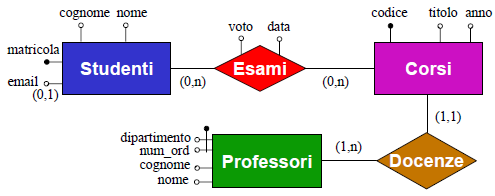 cognome nome
voto data
codice titolo anno
matricola
Studenti
Esami
Corsi
email
(0,1)
(0,n)
(0,n)
(1,1)
dipartimento
num_ord
cognome
nome
Professori
(1,n)
Docenze